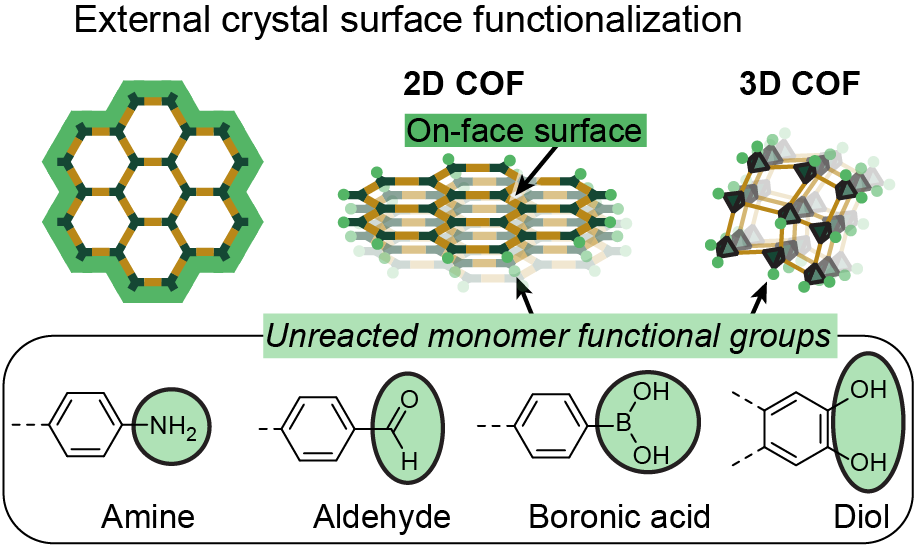 External crystal surface functionalization
2D COF
3D COF
On-face surface
Unreacted monomer functional groups
NH2
O
H
OH
B
OH
OH
OH
Amine
Aldehyde
Boronic acid
Diol